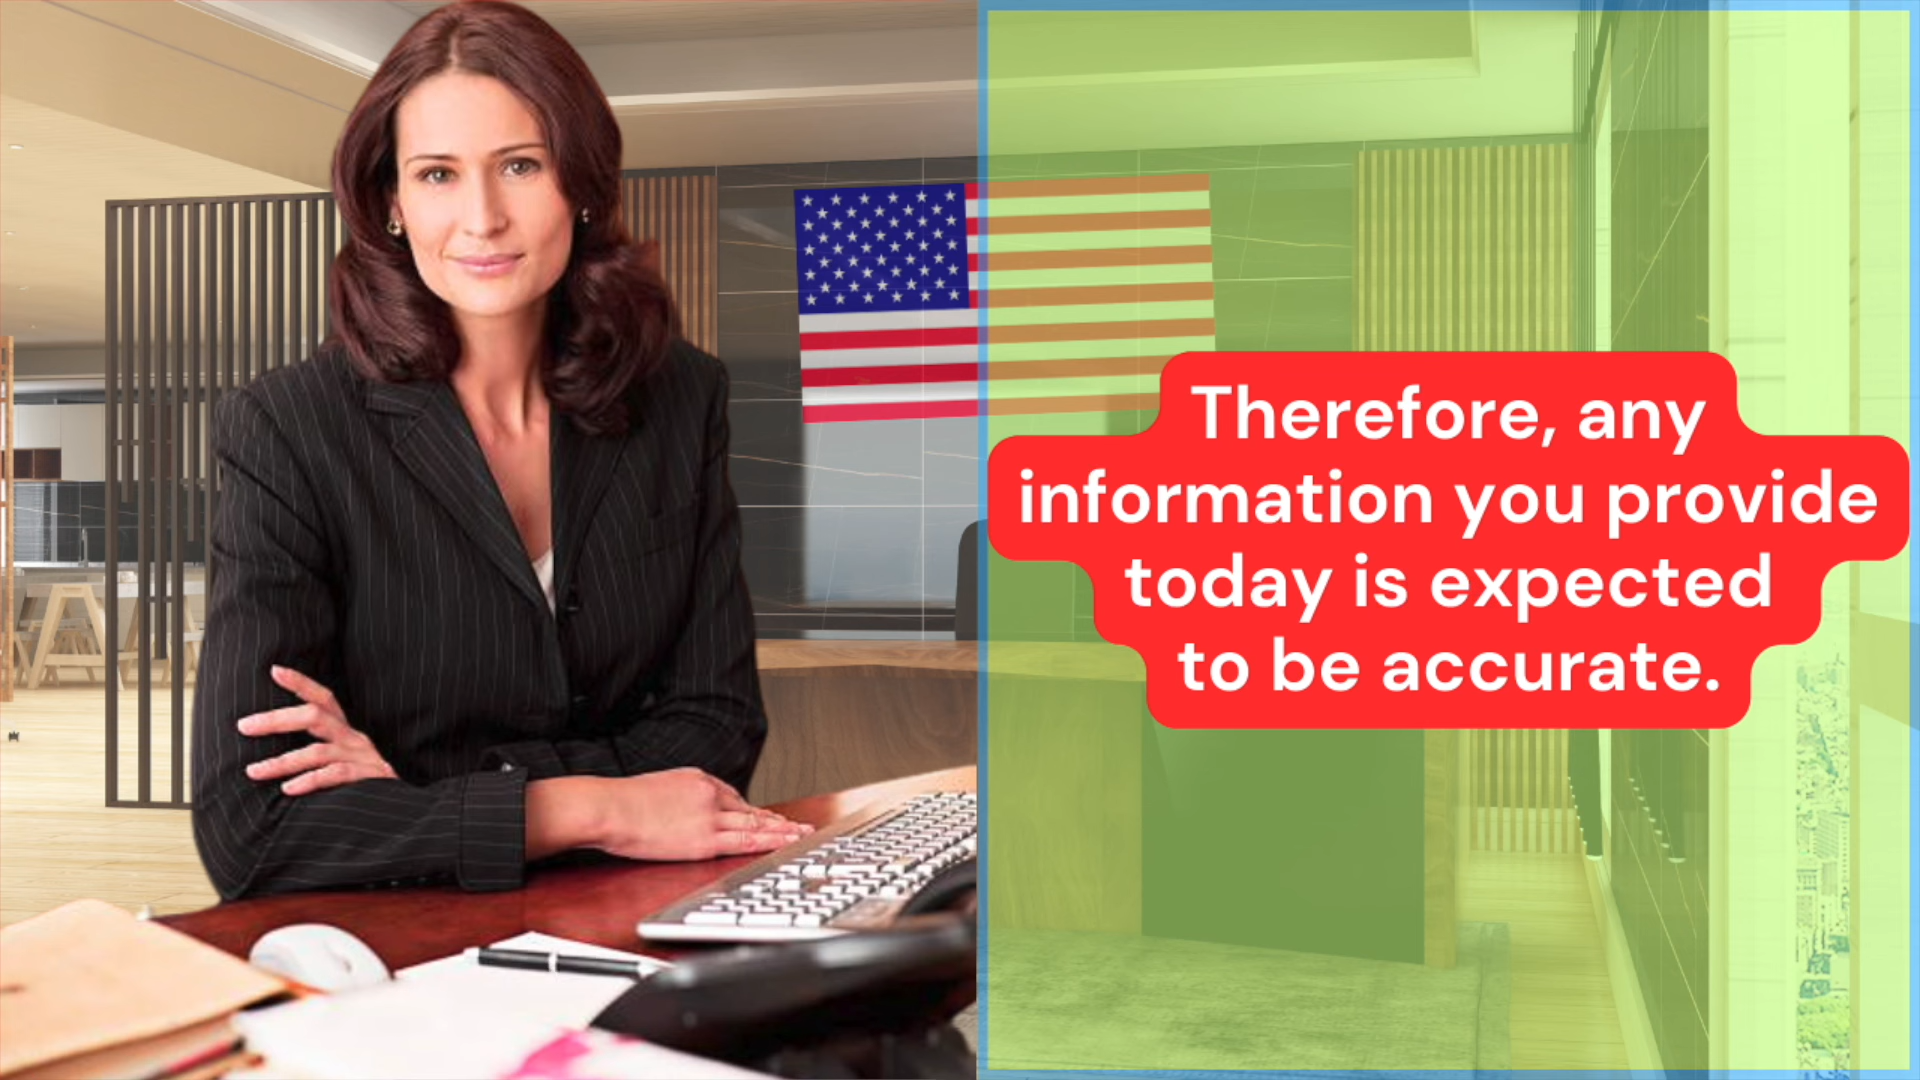 Therefore, any
information you provide
today is expected
to be accurate.